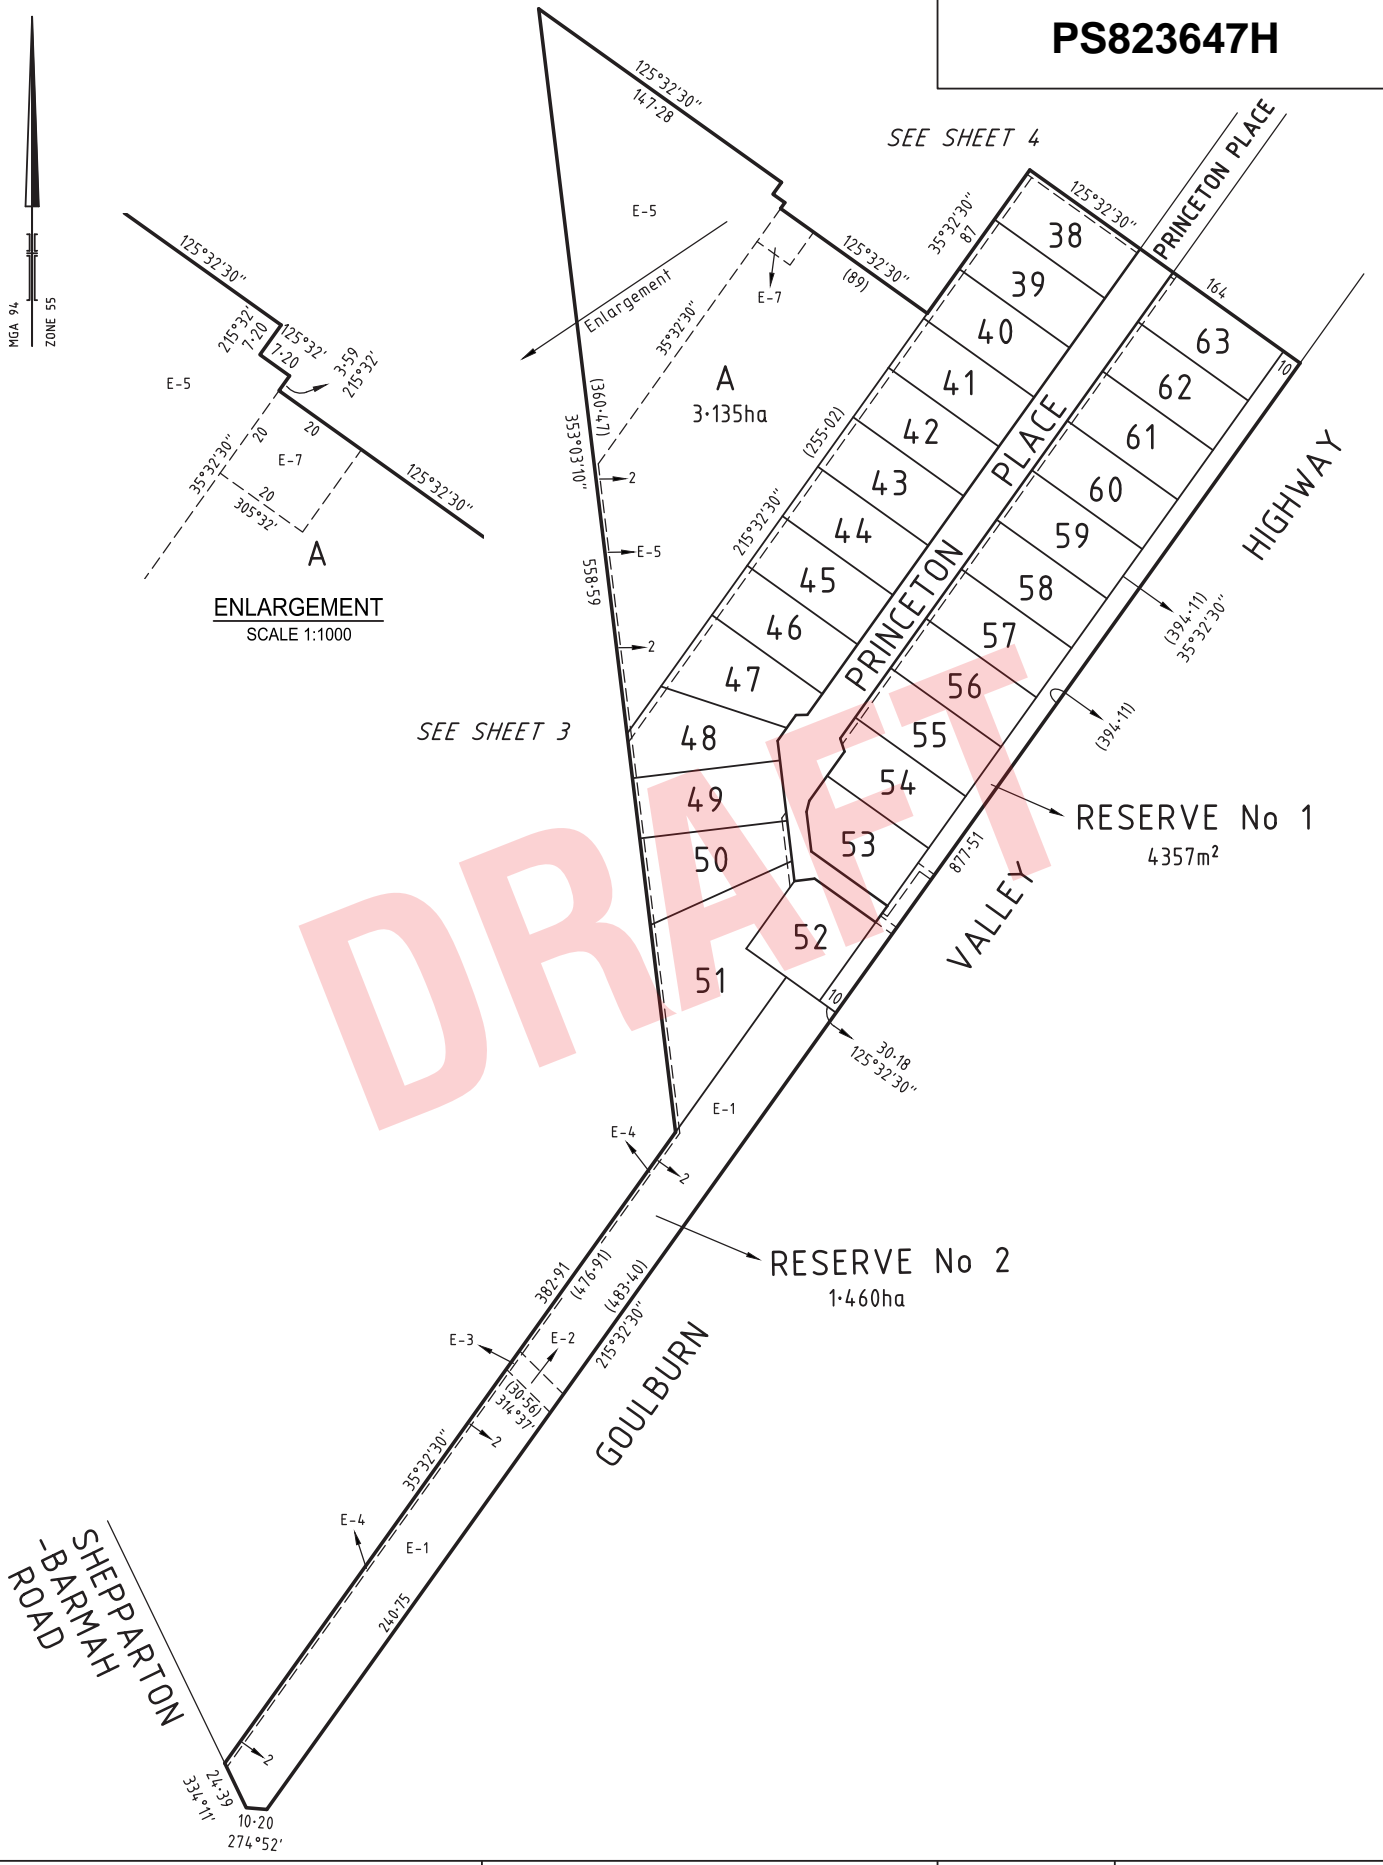 PS823647H
MGA 94
ZONE 55
125°32'30"
147·28
SEE SHEET 4
PRINCETON PLACE
PRINCETON PLACE
125°32'30"
35°32'30"
87
164
10
E-5
Enlargement
35°32'30"
E-7
125°32'30"
(89)
A
3·135ha
(360·47)
353°03'10"
558·59
2
E-5
2
(255·02)
215°32'30"
125°32'30"
215°32'
7·20
125°32'
7·20
3·59
215°32'
E-5
35°32'30"
20
20
E-7
20
305°32'
125°32'30"
A
ENLARGEMENT
SCALE 1:1000
38
39
40
41
42
43
44
45
46
47
48
49
50
51
52
53
54
55
56
57
58
59
60
61
62
63
PRINCETON PLACE
SEE SHEET 3
HIGHWAY
(394·11)
35°32'30"
(394·11)
RESERVE No 1
4357m²
877·51
VALLEY
DRAFT
10
30·18
125°32'30"
E-1
E-4
2
RESERVE No 2
1·460ha
382·91
(476·91)
(483·40)
215°32'30"
E-3
E-2
(30·56)
314°37'
2
GOULBURN
35°32'30"
E-4
E-1
240·75
SHEPPARTON
-BARMAH
ROAD
2
24·39
334°11'
10·20
274°52'